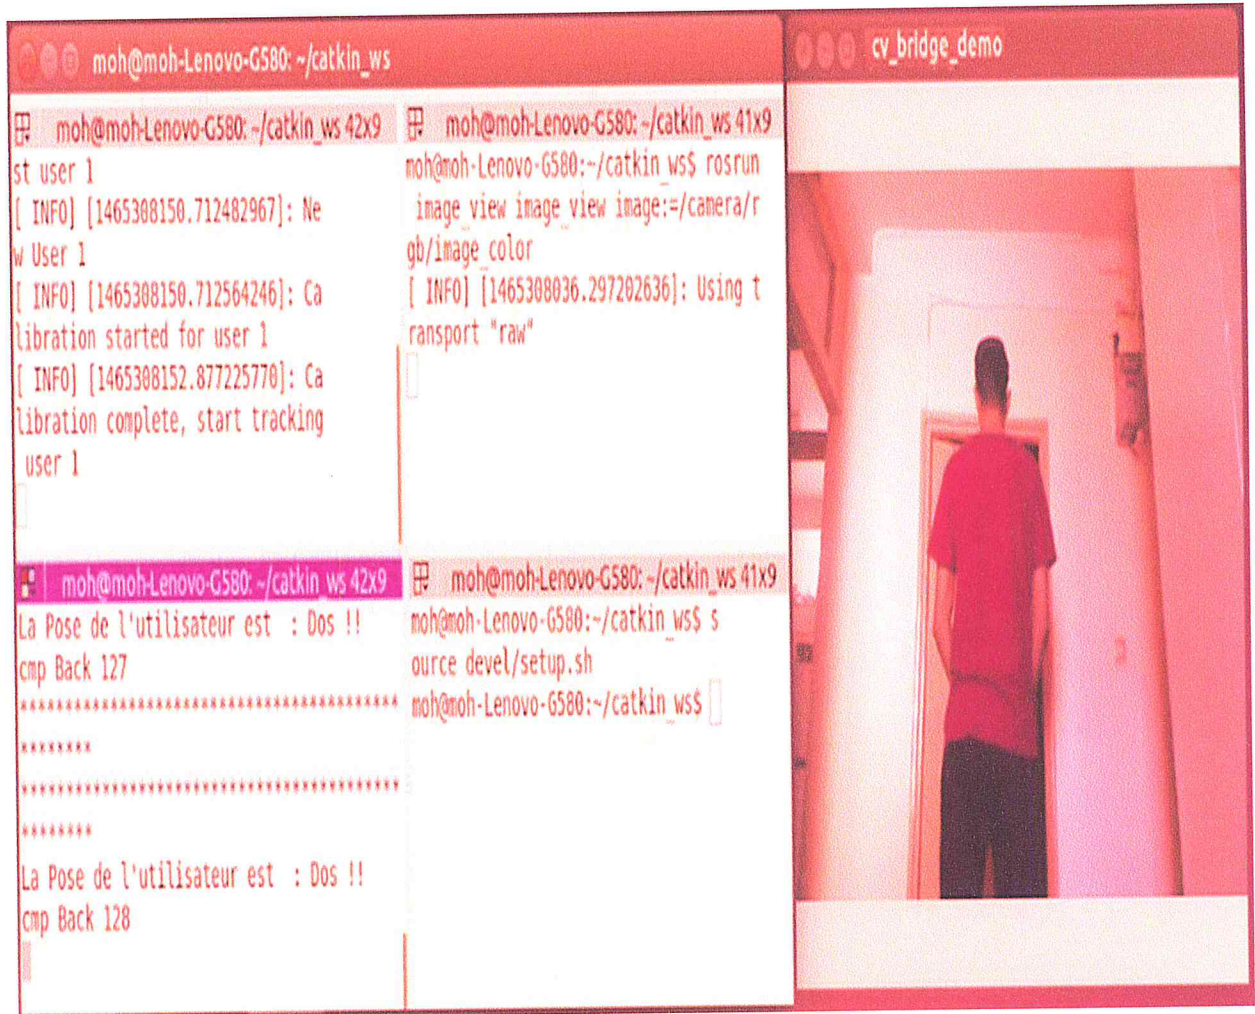 moh@moh-Lenovo-G580: ~/catkin_ws
moh@moh-Lenovo-G580: ~/catkin_ws 42x9
st user 1
[ INFO] [1465308150.712482967]: Ne
w User 1
[ INFO] [1465308150.712564246]: Ca
libration started for user 1
[ INFO] [1465308152.877225770]: Ca
libration complete, start tracking
 user 1
moh@moh-Lenovo-G580: ~/catkin_ws 41x9
moh@moh-Lenovo-G580:~/catkin_ws$ rosrun
 image_view image_view image:=/camera/r
gb/image_color
[ INFO] [1465308036.297202636]: Using t
ransport "raw"
moh@moh-Lenovo-G580: ~/catkin_ws 42x9
La Pose de l'utilisateur est  : Dos !!
cmp Back 127
***********************************
********
***********************************
********
La Pose de l'utilisateur est  : Dos !!
cmp Back 128
moh@moh-Lenovo-G580: ~/catkin_ws 41x9
moh@moh-Lenovo-G580:~/catkin_ws$ s
ource devel/setup.sh
moh@moh-Lenovo-G580:~/catkin_ws$
cv_bridge_demo